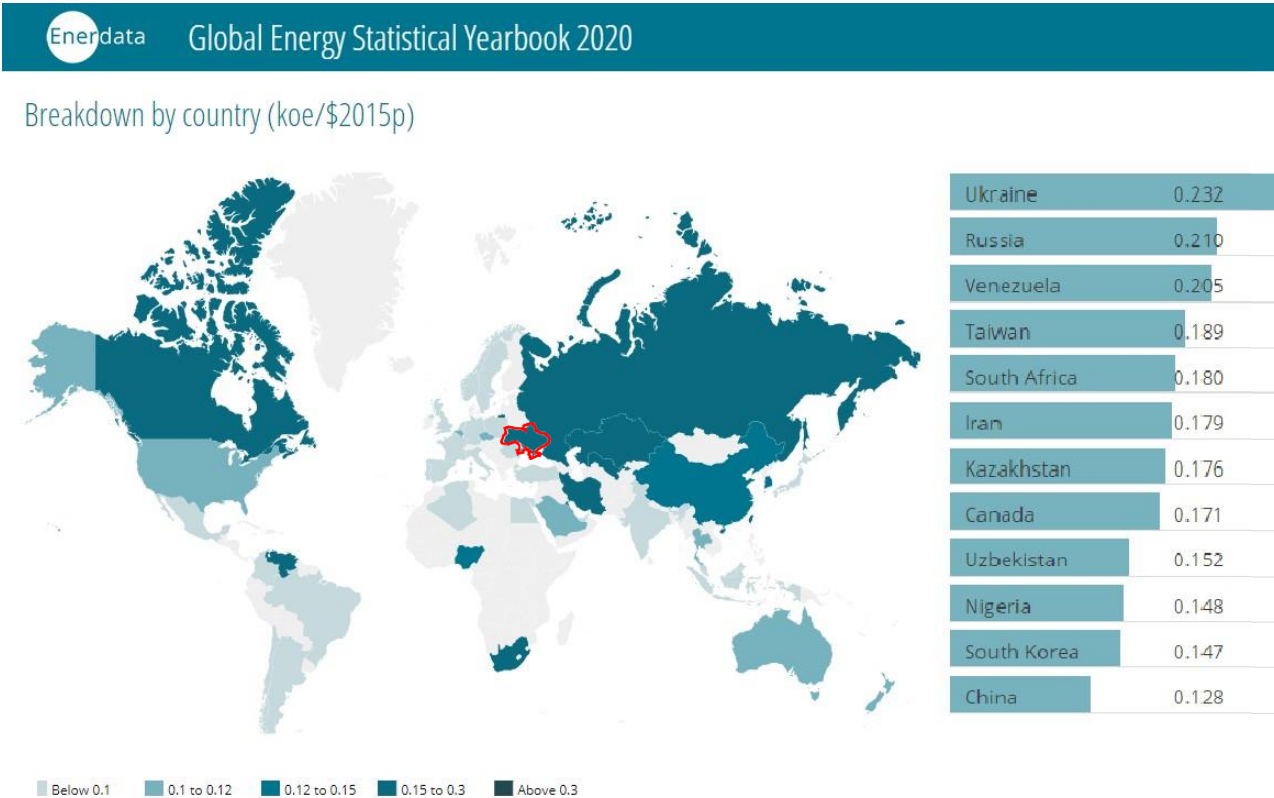 Enerdata Global Energy Statistical Yearbook 2020
Breakdown by country (koe/$2015p)
Ukraine 0.232
Russia 0.210
Venezuela 0.205
Taiwan 0.189
South Africa 0.180
Iran 0.179
Kazakhstan 0.176
Canada 0.171
Uzbekistan 0.152
Nigeria 0.148
South Korea 0.147
China 0.128
Below 0.1 0.1 to 0.12 0.12 to 0.15 0.15 to 0.3 Above 0.3